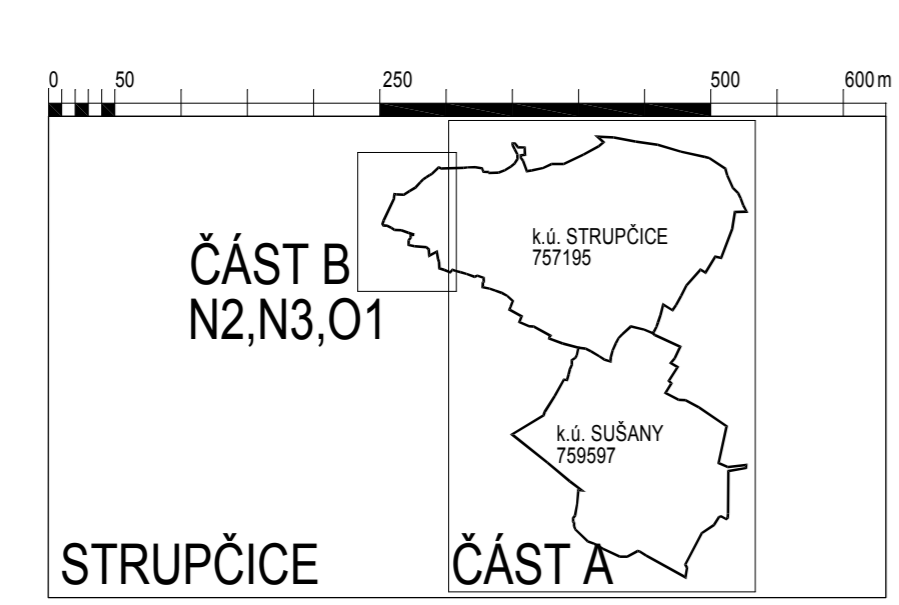 0 50 250 500 600 m
k.ú. STRUPČICE
757195
ČÁST B
N2,N3,O1
k.ú. SUŠANY
759597
STRUPČICE
ČÁST A